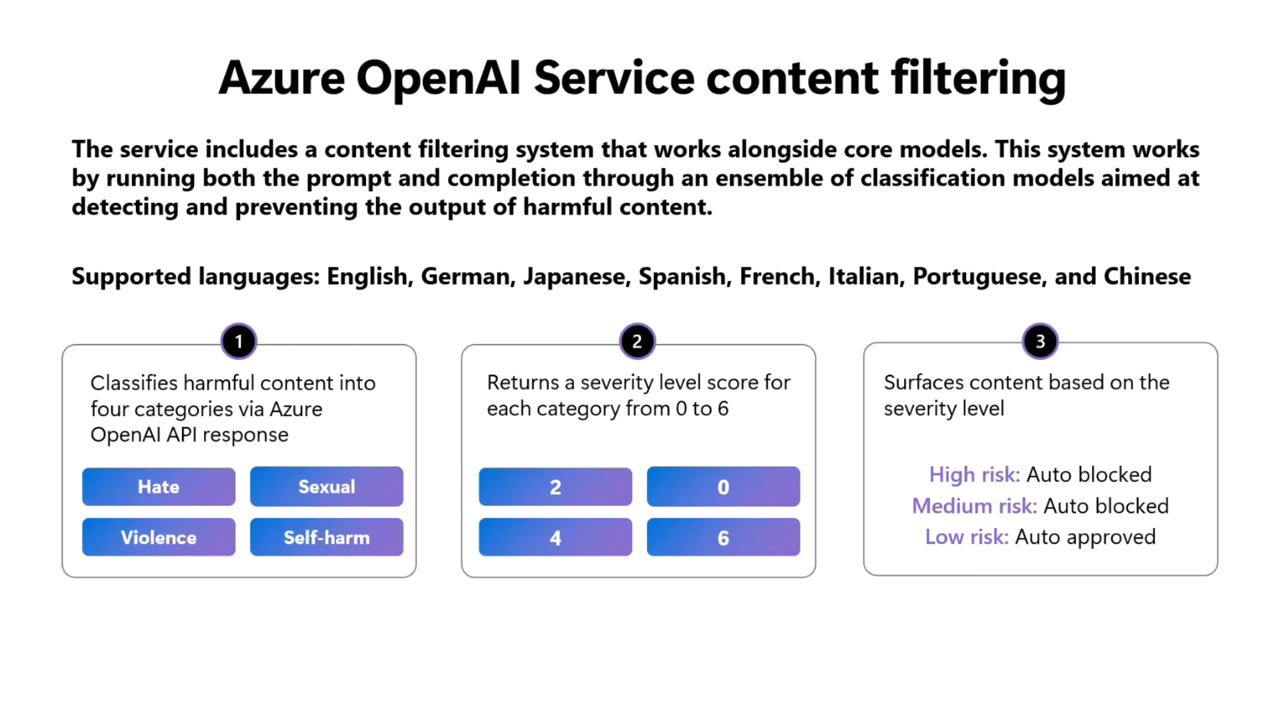 Azure OpenAI Service content filtering
The service includes a content filtering system that works alongside core models. This system works
by running both the prompt and completion through an ensemble of classification models aimed at
detecting and preventing the output of harmful content.
Supported languages: English, German, Japanese, Spanish, French, Italian, Portuguese, and Chinese
1
Classifies harmful content into
four categories via Azure
OpenAI API response
Hate
Sexual
Violence
Self-harm
2
Returns a severity level score for
each category from 0 to 6
2
0
4
6
3
Surfaces content based on the
severity level
High risk: Auto blocked
Medium risk: Auto blocked
Low risk: Auto approved